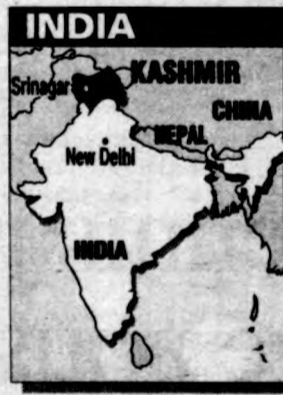 INDIA
KASHMIR
Srinagar
CHINA
NEPAL
New Delhi
INDIA